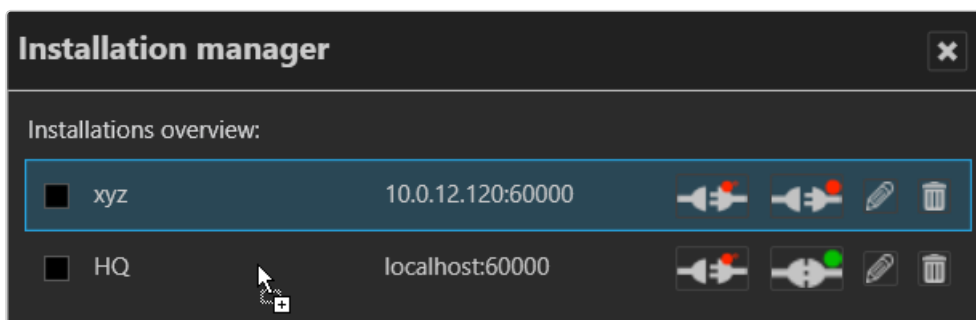 Installation manager
Installations overview:
xyz 10.0.12.120:60000
HQ localhost:60000